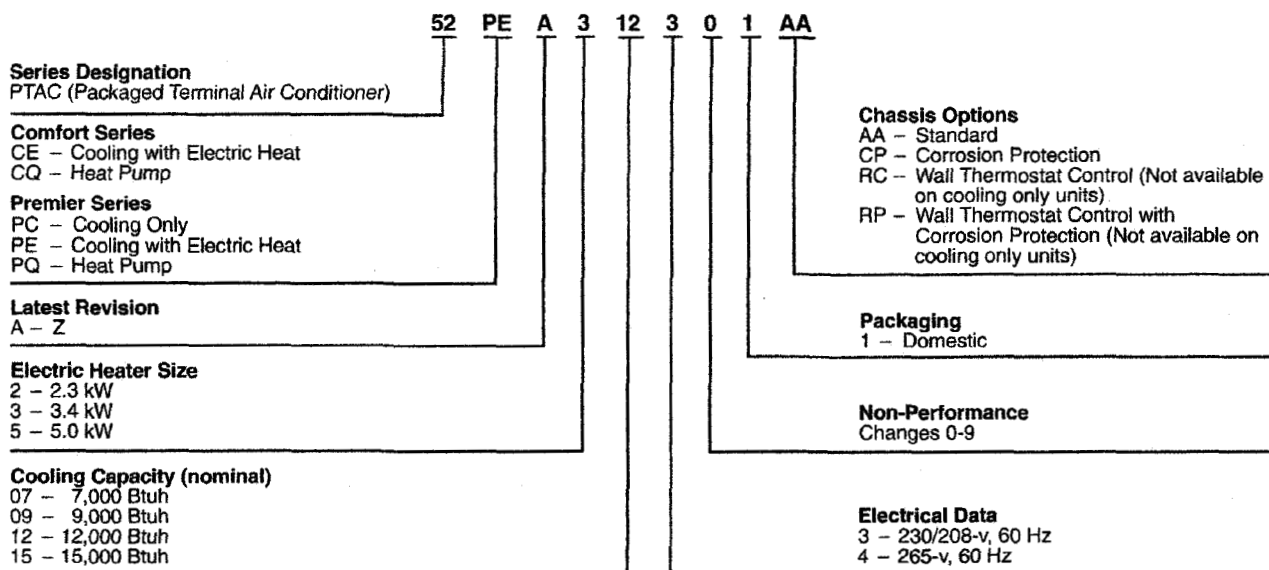 52 PE A 3 12 3 0 1 AA
Series Designation
PTAC (Packaged Terminal Air Conditioner)
Comfort Series
CE – Cooling with Electric Heat
CQ – Heat Pump
Premier Series
PC – Cooling Only
PE – Cooling with Electric Heat
PQ – Heat Pump
Latest Revision
A – Z
Electric Heater Size
2 – 2.3 kW
3 – 3.4 kW
5 – 5.0 kW
Cooling Capacity (nominal)
07 – 7,000 Btuh
09 – 9,000 Btuh
12 – 12,000 Btuh
15 – 15,000 Btuh
Chassis Options
AA – Standard
CP – Corrosion Protection
RC – Wall Thermostat Control (Not available
on cooling only units)
RP – Wall Thermostat Control with
Corrosion Protection (Not available on
cooling only units)
Packaging
1 – Domestic
Non-Performance
Changes 0-9
Electrical Data
3 – 230/208-v, 60 Hz
4 – 265-v, 60 Hz